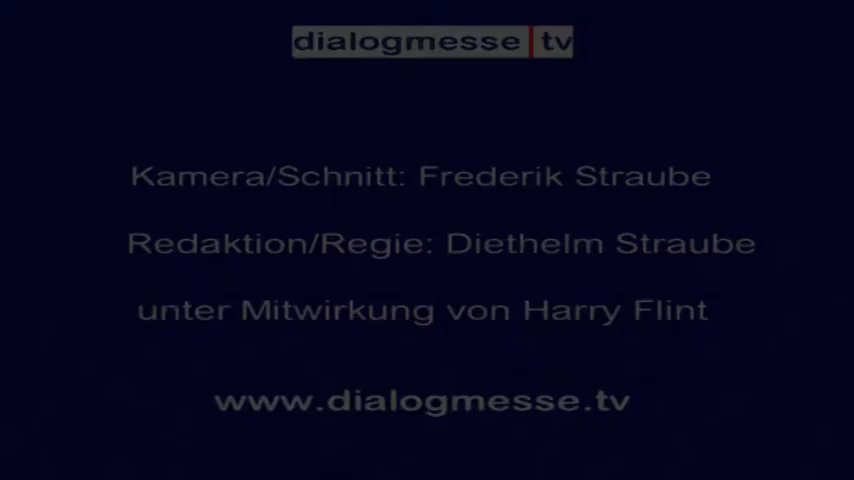 dialogmesse|tv
Kamera/Schnitt: Frederik Straube
Redaktion/Regie: Diethelm Straube
unter Mitwirkung von Harry Flint
www.dialogmesse.tv